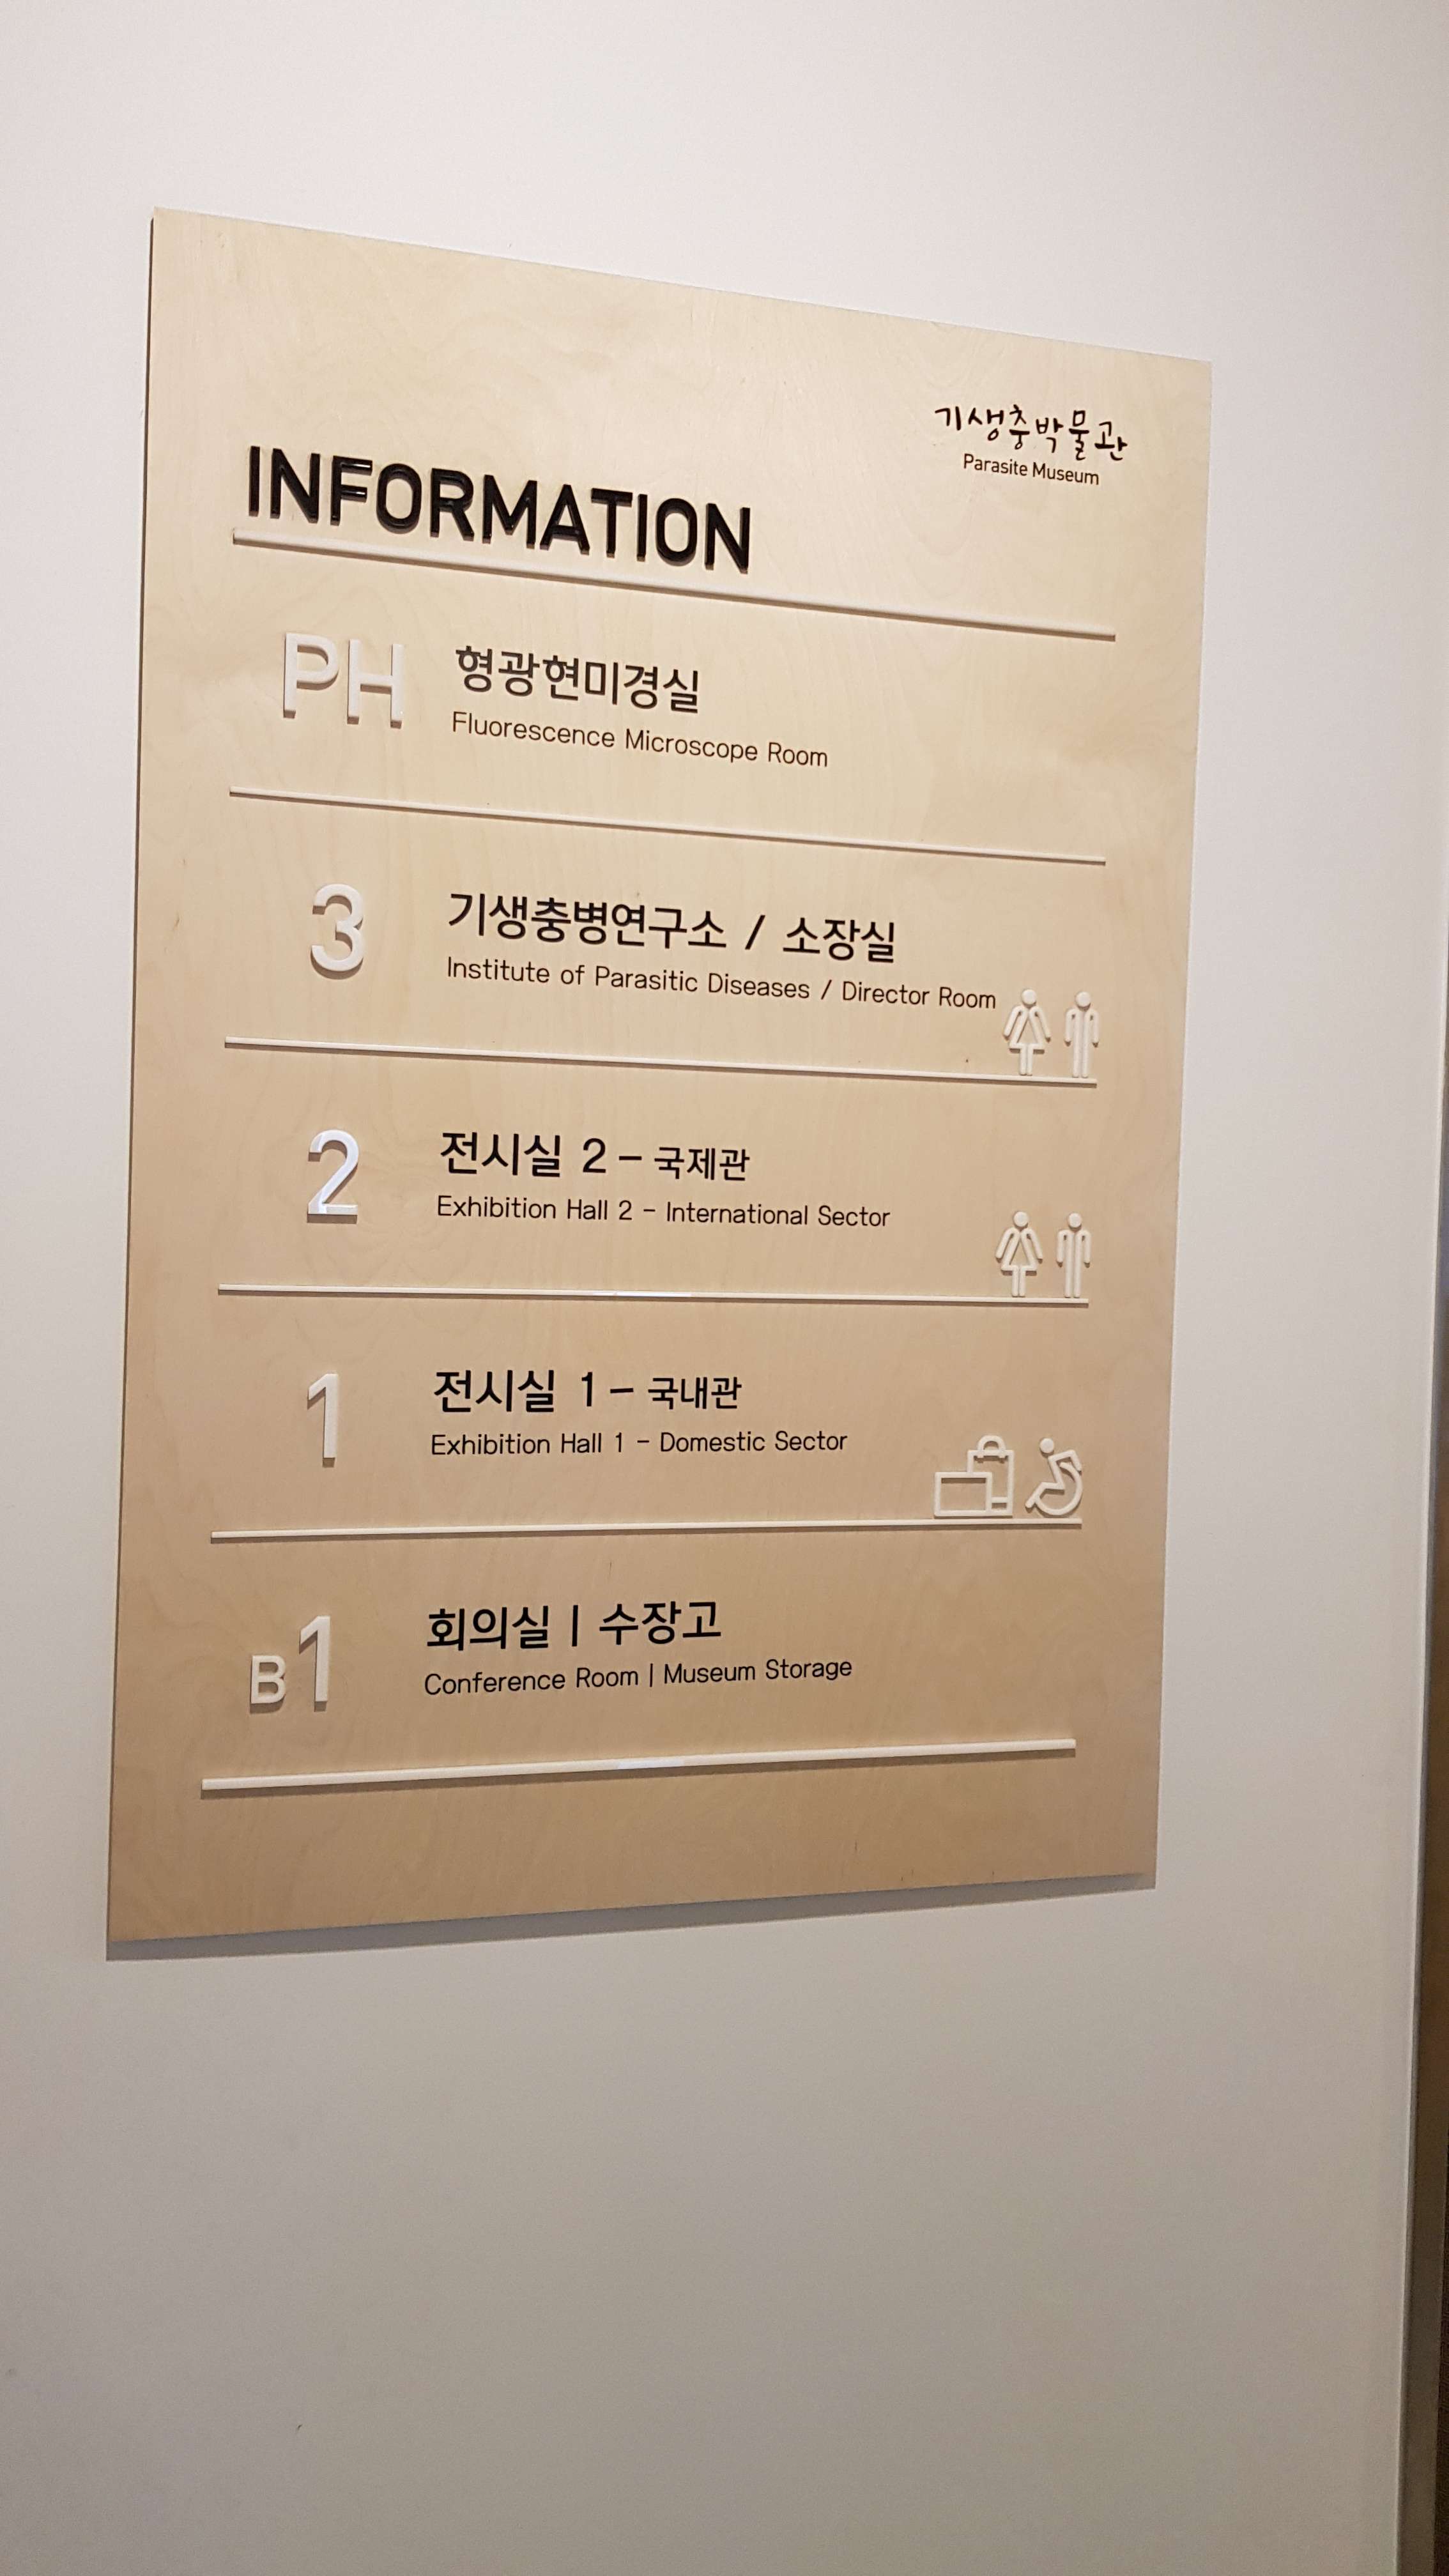 기생충박물관
Parasite Museum
INFORMATION
PH
형광현미경실
Fluorescence Microscope Room
3
기생충병연구소 / 소장실
Institute of Parasitic Diseases / Director Room
2
전시실 2 – 국제관
Exhibition Hall 2 – International Sector
1
전시실 1 – 국내관
Exhibition Hall 1 – Domestic Sector
B1
회의실 | 수장고
Conference Room | Museum Storage